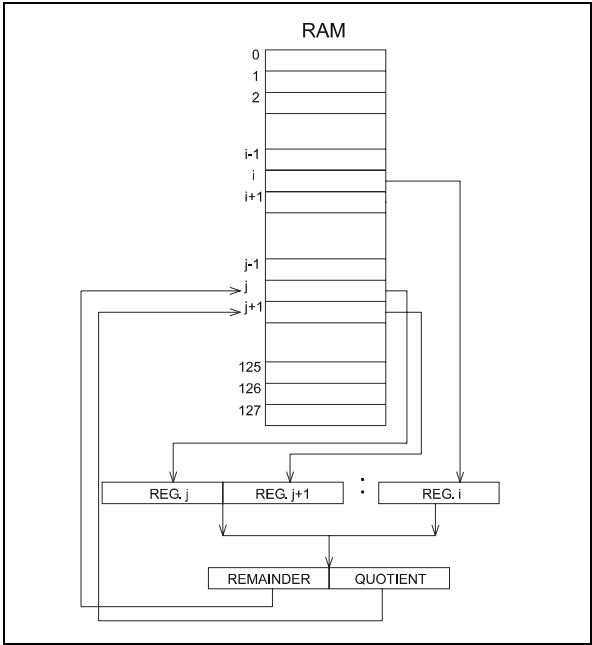 RAM
0
1
2
i-1
i
i+1
j-1
j
j+1
125
126
127
REG. j REG. j+1 : REG. i
REMAINDER QUOTIENT